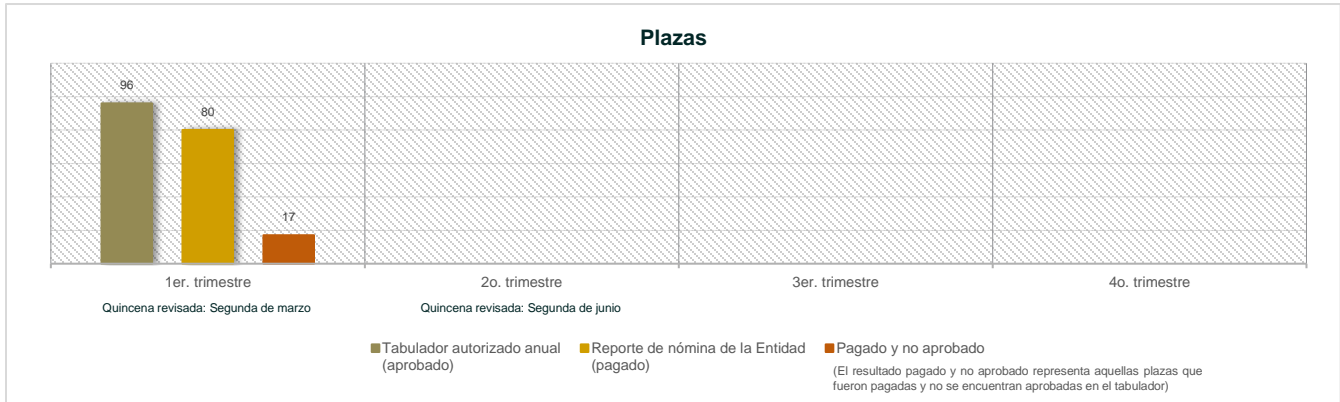 Plazas
96
80
17
1er. trimestre
2o. trimestre
3er. trimestre
4o. trimestre
Quincena revisada: Segunda de marzo
Quincena revisada: Segunda de junio
Tabulador autorizado anual
(aprobado)
Reporte de nómina de la Entidad
(pagado)
Pagado y no aprobado
(El resultado pagado y no aprobado representa aquellas plazas que
fueron pagadas y no se encuentran aprobadas en el tabulador)